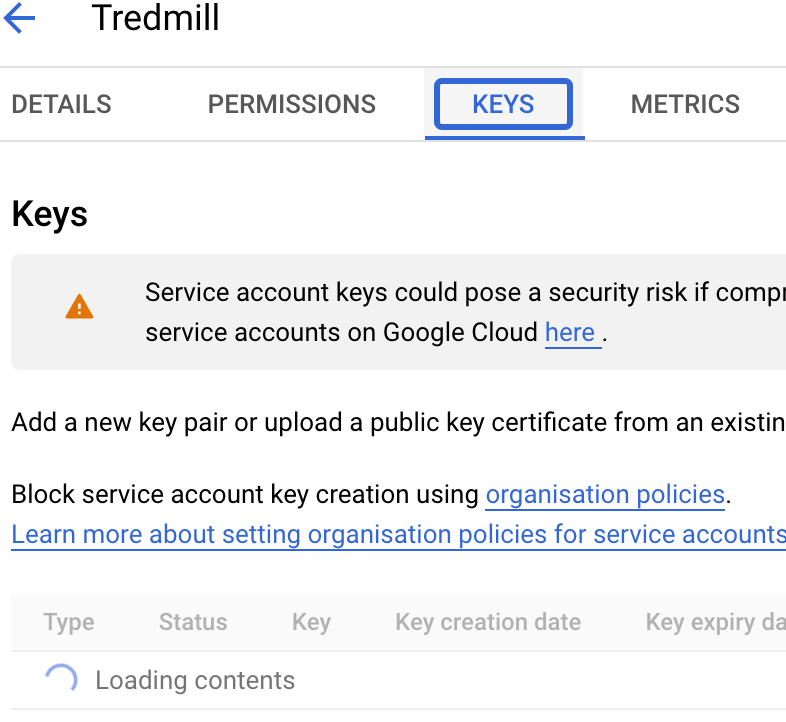 Tredmill
DETAILS PERMISSIONS KEYS METRICS
Keys
Service account keys could pose a security risk if compr
service accounts on Google Cloud here .
Add a new key pair or upload a public key certificate from an existin
Block service account key creation using organisation policies.
Learn more about setting organisation policies for service accounts
Type Status Key Key creation date Key expiry da
Loading contents